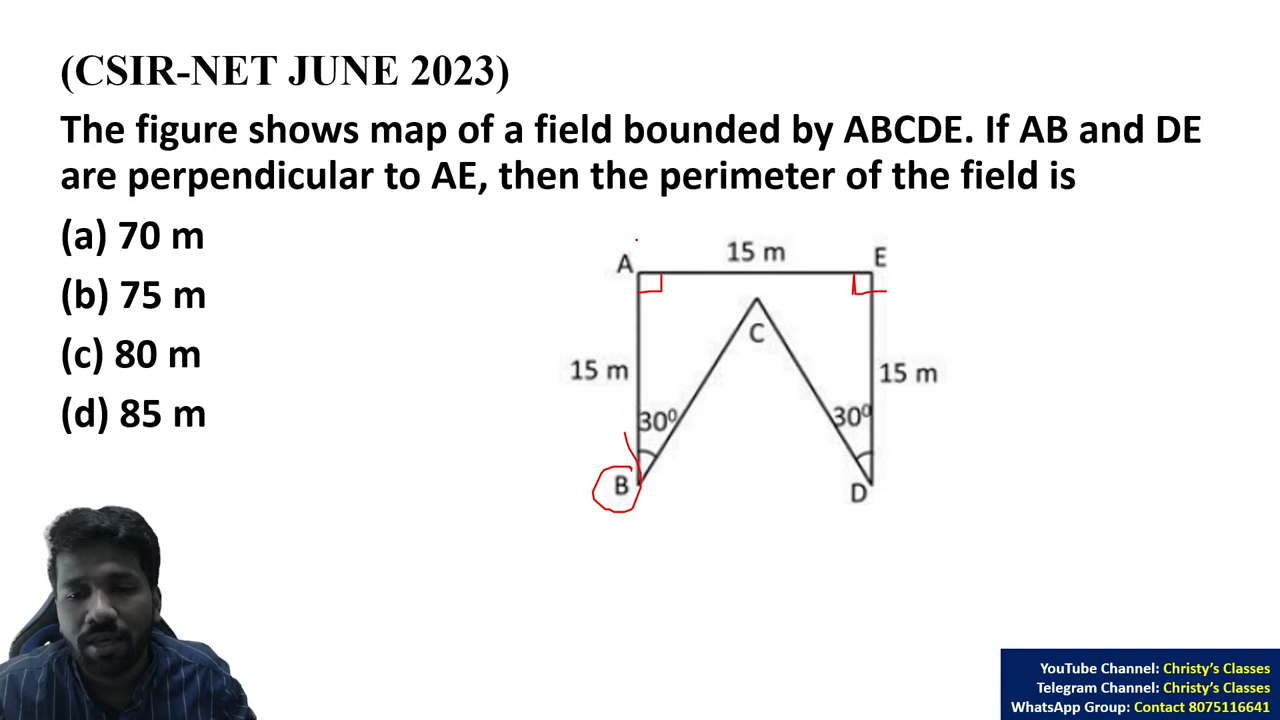 (CSIR-NET JUNE 2023)
The figure shows map of a field bounded by ABCDE. If AB and DE
are perpendicular to AE, then the perimeter of the field is
(a) 70 m
(b) 75 m
(c) 80 m
(d) 85 m
A
15 m
E
C
15 m
15 m
30⁰
30⁰
B
D
YouTube Channel: Christy's Classes
Telegram Channel: Christy's Classes
WhatsApp Group: Contact 8075116641